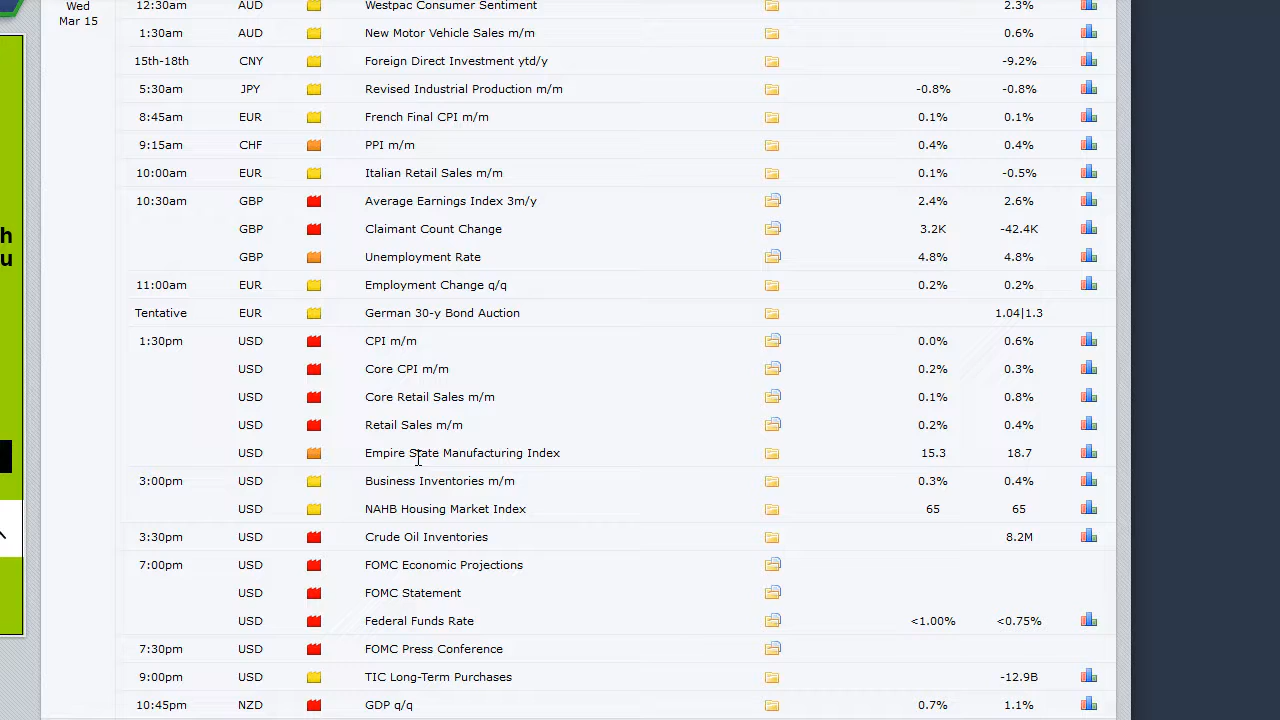 Wed
Mar 15
12:30am AUD Westpac Consumer Sentiment 2.3%
1:30am AUD New Motor Vehicle Sales m/m 0.6%
15th-18th CNY Foreign Direct Investment ytd/y -9.2%
5:30am JPY Revised Industrial Production m/m -0.8% -0.8%
8:45am EUR French Final CPI m/m 0.1% 0.1%
9:15am CHF PPI m/m 0.4% 0.4%
10:00am EUR Italian Retail Sales m/m 0.1% -0.5%
10:30am GBP Average Earnings Index 3m/y 2.4% 2.6%
GBP Claimant Count Change 3.2K -42.4K
GBP Unemployment Rate 4.8% 4.8%
11:00am EUR Employment Change q/q 0.2% 0.2%
Tentative EUR German 30-y Bond Auction 1.04|1.3
1:30pm USD CPI m/m 0.0% 0.6%
USD Core CPI m/m 0.2% 0.3%
USD Core Retail Sales m/m 0.1% 0.8%
USD Retail Sales m/m 0.2% 0.4%
USD Empire State Manufacturing Index 15.3 18.7
3:00pm USD Business Inventories m/m 0.3% 0.4%
USD NAHB Housing Market Index 65 65
3:30pm USD Crude Oil Inventories 8.2M
7:00pm USD FOMC Economic Projections
USD FOMC Statement
USD Federal Funds Rate <1.00% <0.75%
7:30pm USD FOMC Press Conference
9:00pm USD TIC Long-Term Purchases -12.9B
10:45pm NZD GDP q/q 0.7% 1.1%
h
u